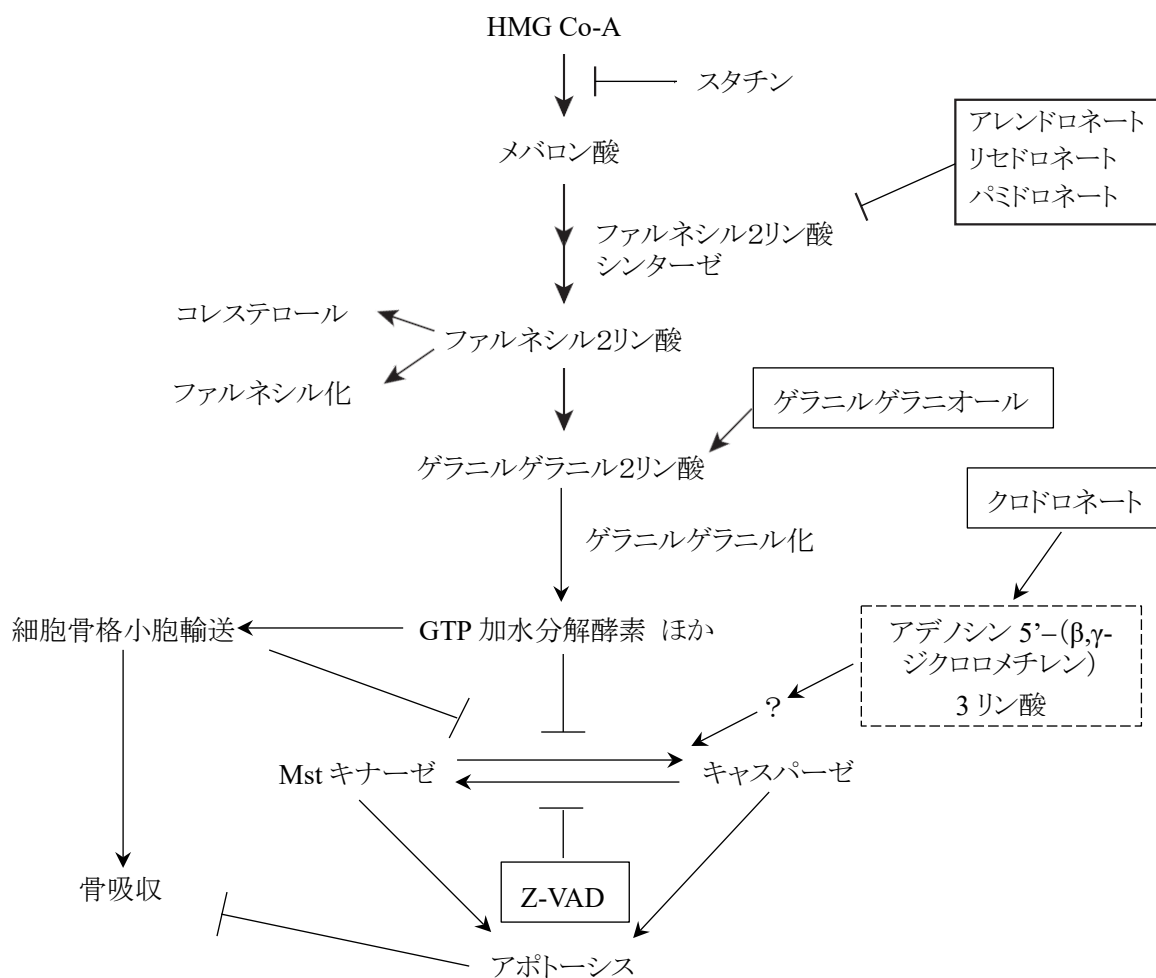 HMG Co-A
スタチン
アレンドロネート
リセドロネート
パミドロネート
メバロン酸
ファルネシル2リン酸
シンターゼ
コレステロール
ファルネシル2リン酸
ファルネシル化
ゲラニルゲラニオール
ゲラニルゲラニル2リン酸
クロドロネート
ゲラニルゲラニル化
細胞骨格小胞輸送
GTP 加水分解酵素 ほか
アデノシン 5’–(β,γ-
ジクロロメチレン)
3 リン酸
?
Mst キナーゼ
キャスパーゼ
骨吸収
Z-VAD
アポトーシス